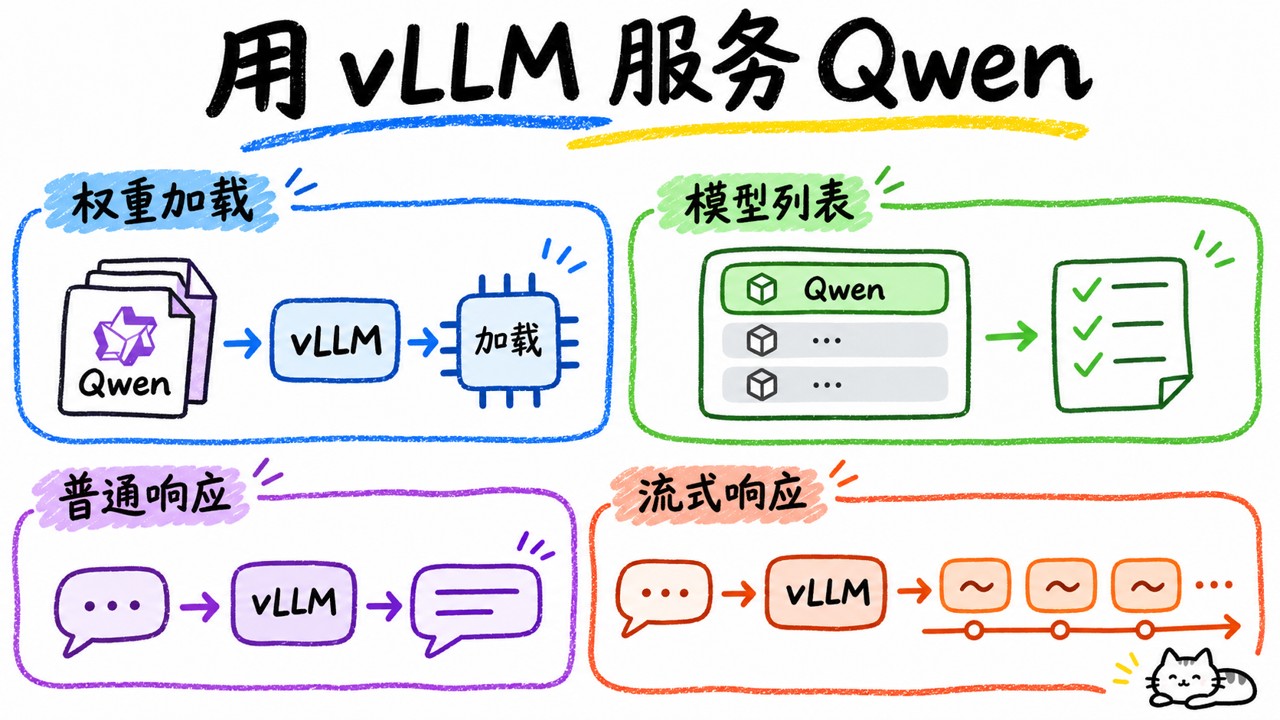 用 vLLM 服务 Qwen
权重加载
Qwen
vLLM
加载
模型列表
Qwen
...
...
普通响应
...
vLLM
流式响应
...
vLLM
~
~
~
...